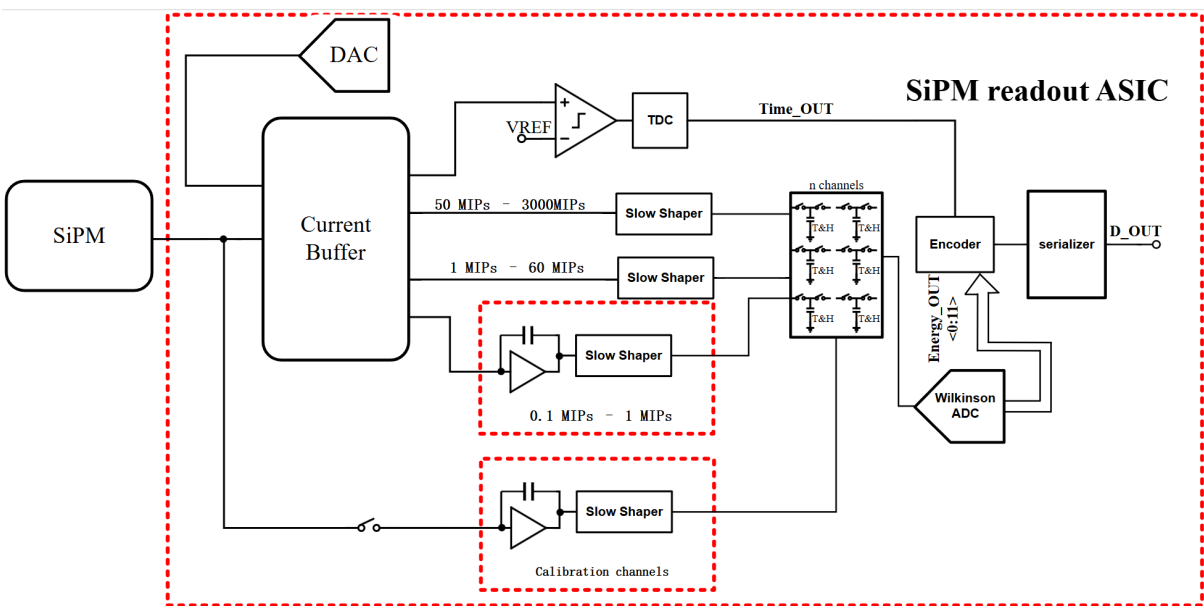 DAC
SiPM readout ASIC
VREF
+
−
TDC
Time_OUT
SiPM
Current
Buffer
50 MIPs - 3000MIPs
Slow Shaper
n channels
T&H
T&H
T&H
T&H
T&H
T&H
Encoder
serializer
D_OUT
1 MIPs - 60 MIPs
Slow Shaper
Energy_OUT
<0:11>
Slow Shaper
0.1 MIPs - 1 MIPs
Wilkinson
ADC
Slow Shaper
Calibration channels